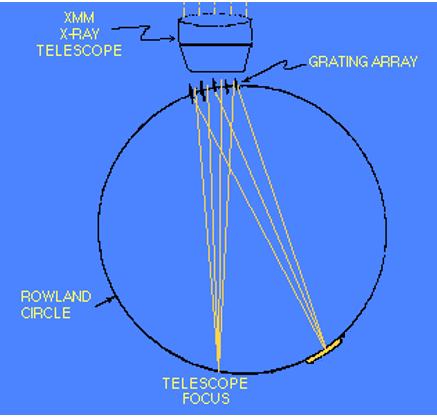 XMM
X-RAY
TELESCOPE
GRATING ARRAY
ROWLAND
CIRCLE
TELESCOPE
FOCUS